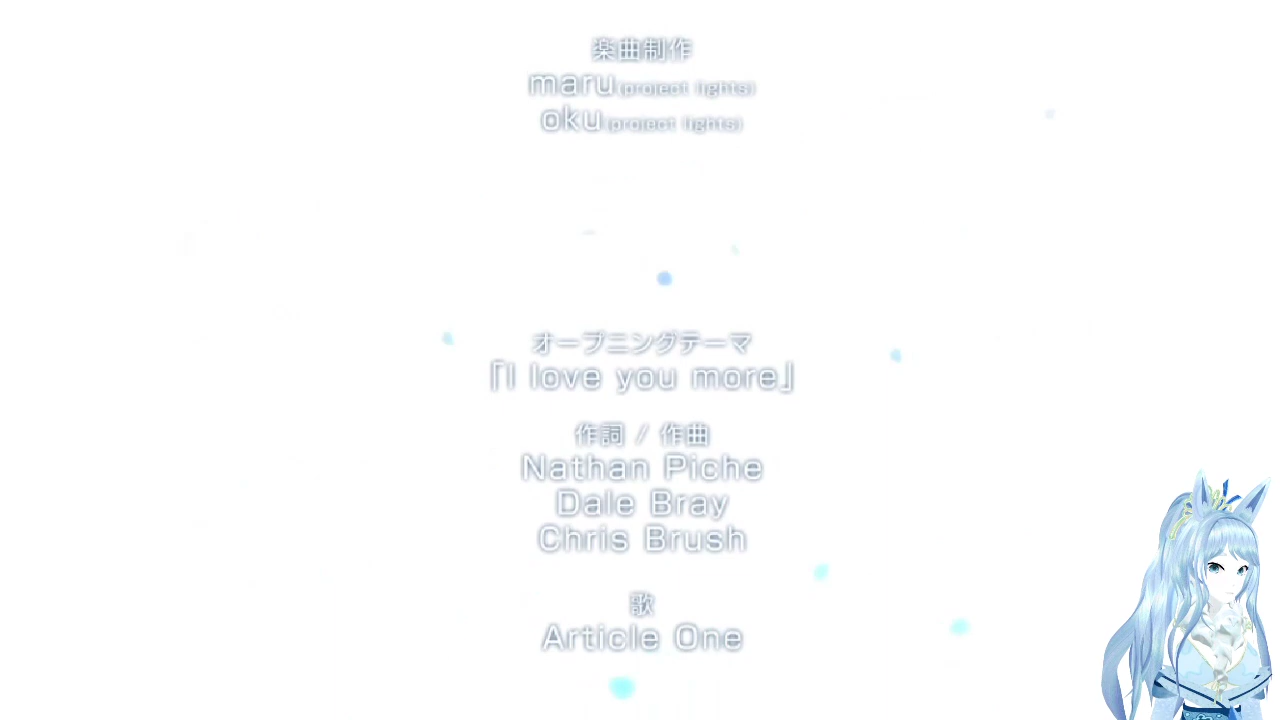 楽曲制作
maru(project lights)
oku(project lights)
オープニングテーマ
「I love you more」
作詞 / 作曲
Nathan Piche
Dale Bray
Chris Brush
歌
Article One